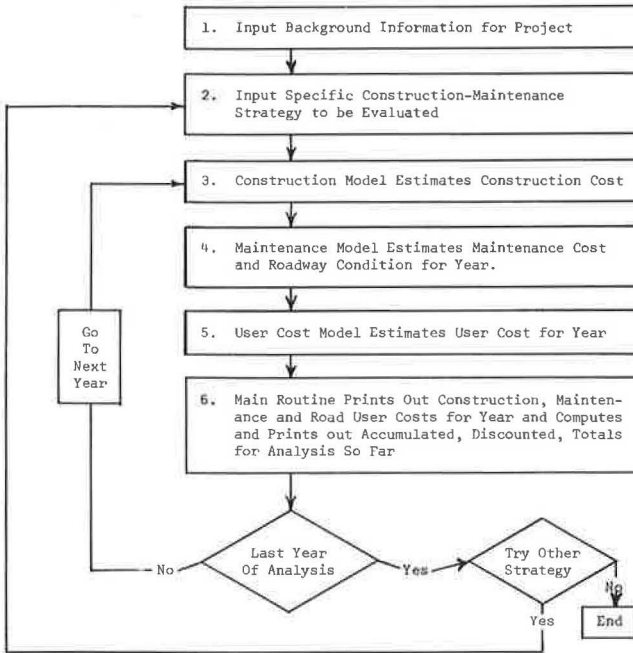 1. Input Background Information for Project
2. Input Specific Construction-Maintenance
Strategy to be Evaluated
3. Construction Model Estimates Construction Cost
4. Maintenance Model Estimates Maintenance Cost
and Roadway Condition for Year.
5. User Cost Model Estimates User Cost for Year
Go
To
Next
Year
6. Main Routine Prints Out Construction, Mainten-
ance and Road User Costs for Year and Computes
and Prints out Accumulated, Discounted, Totals
for Analysis So Far
Last Year
Of Analysis
No
Yes
Try Other
Strategy
No
Yes
End